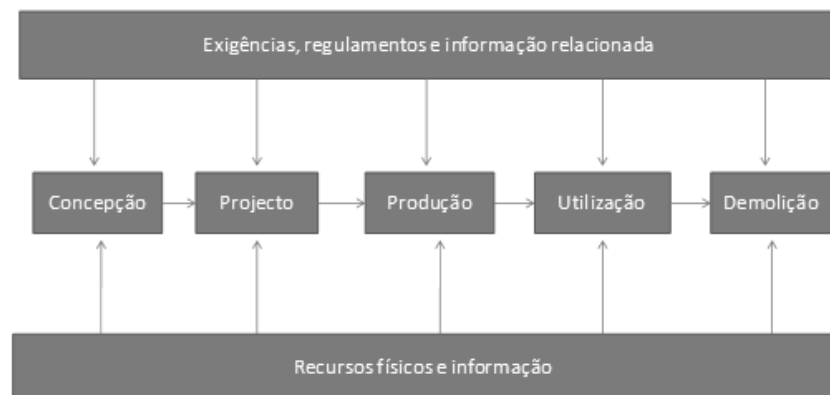 Exigências, regulamentos e informação relacionada
Concepção
Projecto
Produção
Utilização
Demolição
Recursos físicos e informação